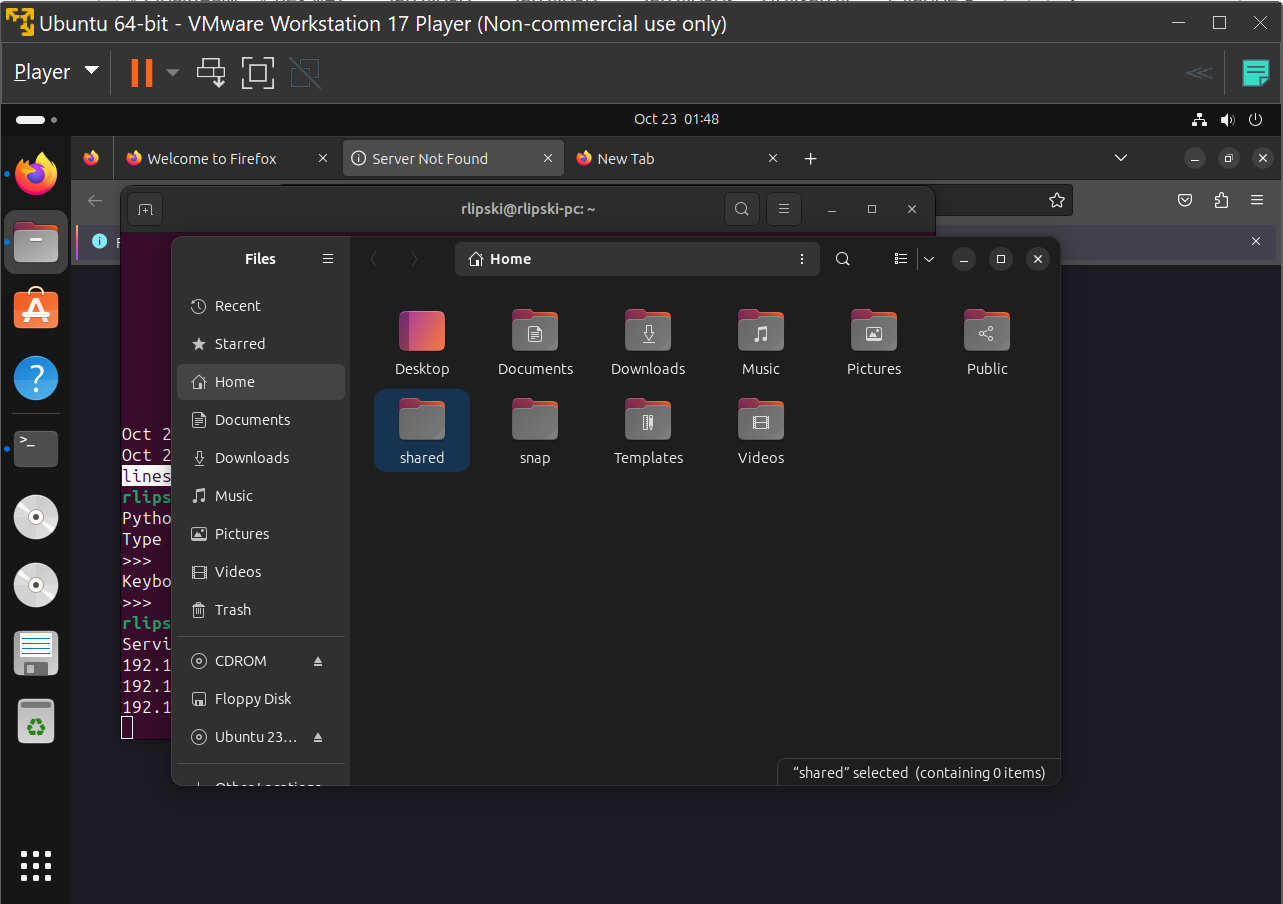 Ubuntu 64-bit - VMware Workstation 17 Player (Non-commercial use only)
Player
Oct 23 01:48
Welcome to Firefox
Server Not Found
New Tab
rlipski@rlipski-pc: ~
Files
Home
Recent
Starred
Home
Documents
Downloads
Music
Pictures
Videos
Trash
CDROM
Floppy Disk
Ubuntu 23…
Other Locations
Desktop
Documents
Downloads
Music
Pictures
Public
shared
snap
Templates
Videos
“shared” selected (containing 0 items)
Oct 2
Oct 2
lines
rlips
Pytho
Type
>>>
Keybo
>>>
rlips
Servi
192.1
192.1
192.1